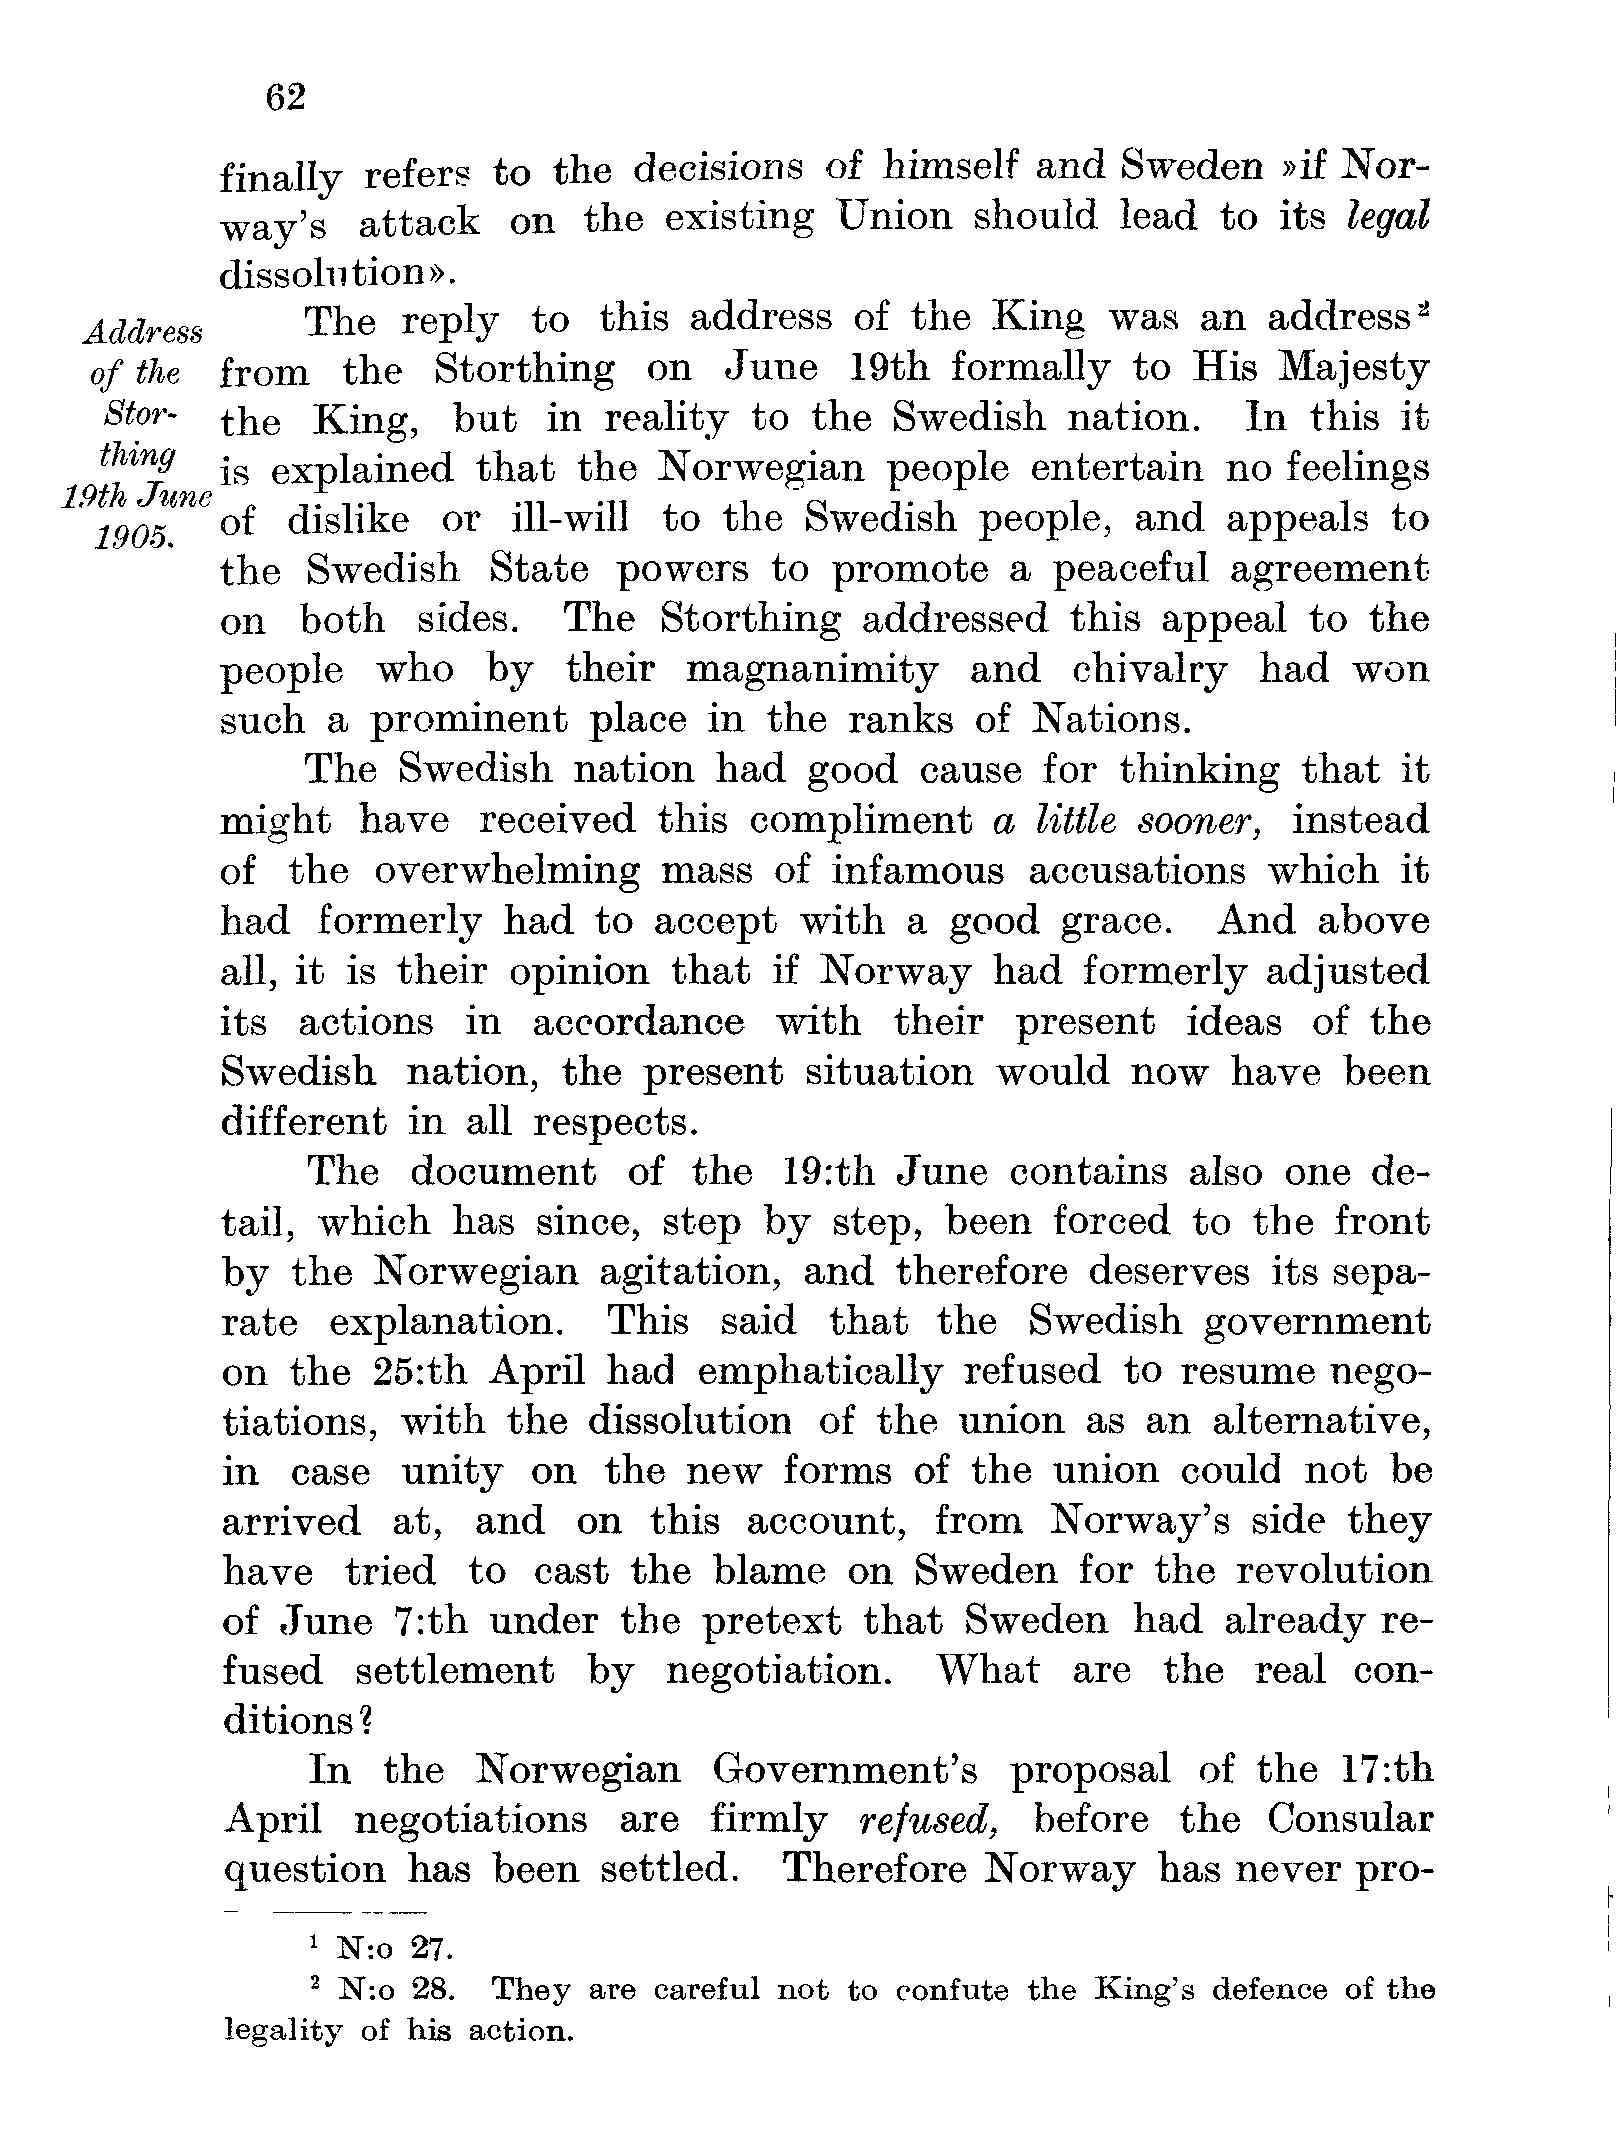 62
finally refers to the decisions of himself and Sweden »if Nor-
way's attack on the existing Union should lead to its legal
dissolution».
Address
of the
Stor-
thing
19th June
1905.
The reply to this address of the King was an address²
from the Storthing on June 19th formally to His Majesty
the King, but in reality to the Swedish nation. In this it
is explained that the Norwegian people entertain no feelings
of dislike or ill-will to the Swedish people, and appeals to
the Swedish State powers to promote a peaceful agreement
on both sides. The Storthing addressed this appeal to the
people who by their magnanimity and chivalry had won
such a prominent place in the ranks of Nations.
The Swedish nation had good cause for thinking that it
might have received this compliment a little sooner, instead
of the overwhelming mass of infamous accusations which it
had formerly had to accept with a good grace. And above
all, it is their opinion that if Norway had formerly adjusted
its actions in accordance with their present ideas of the
Swedish nation, the present situation would now have been
different in all respects.
The document of the 19:th June contains also one de-
tail, which has since, step by step, been forced to the front
by the Norwegian agitation, and therefore deserves its sepa-
rate explanation. This said that the Swedish government
on the 25:th April had emphatically refused to resume nego-
tiations, with the dissolution of the union as an alternative,
in case unity on the new forms of the union could not be
arrived at, and on this account, from Norway's side they
have tried to cast the blame on Sweden for the revolution
of June 7:th under the pretext that Sweden had already re-
fused settlement by negotiation. What are the real con-
ditions?
In the Norwegian Government's proposal of the 17:th
April negotiations are firmly refused, before the Consular
question has been settled. Therefore Norway has never pro-
¹ N:o 27.
² N:o 28. They are careful not to confute the King's defence of the
legality of his action.